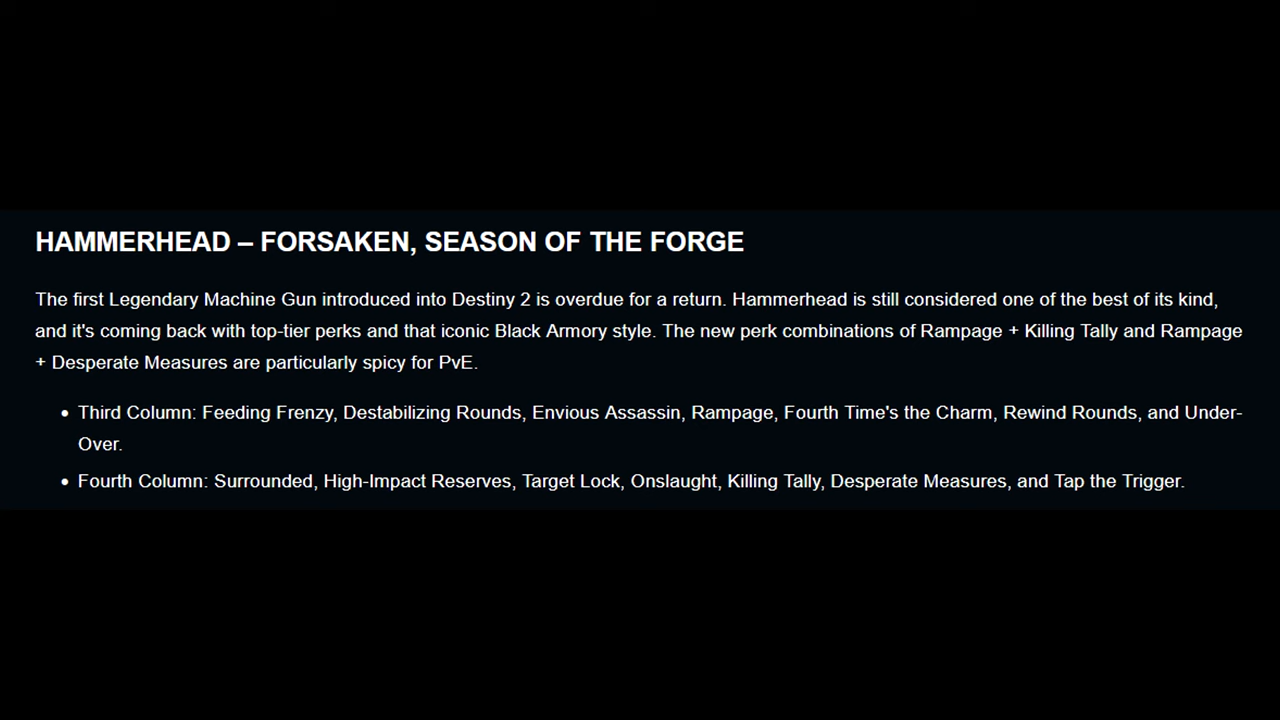 HAMMERHEAD – FORSAKEN, SEASON OF THE FORGE
The first Legendary Machine Gun introduced into Destiny 2 is overdue for a return. Hammerhead is still considered one of the best of its kind,
and it's coming back with top-tier perks and that iconic Black Armory style. The new perk combinations of Rampage + Killing Tally and Rampage
+ Desperate Measures are particularly spicy for PvE.
• Third Column: Feeding Frenzy, Destabilizing Rounds, Envious Assassin, Rampage, Fourth Time's the Charm, Rewind Rounds, and Under-
Over.
• Fourth Column: Surrounded, High-Impact Reserves, Target Lock, Onslaught, Killing Tally, Desperate Measures, and Tap the Trigger.